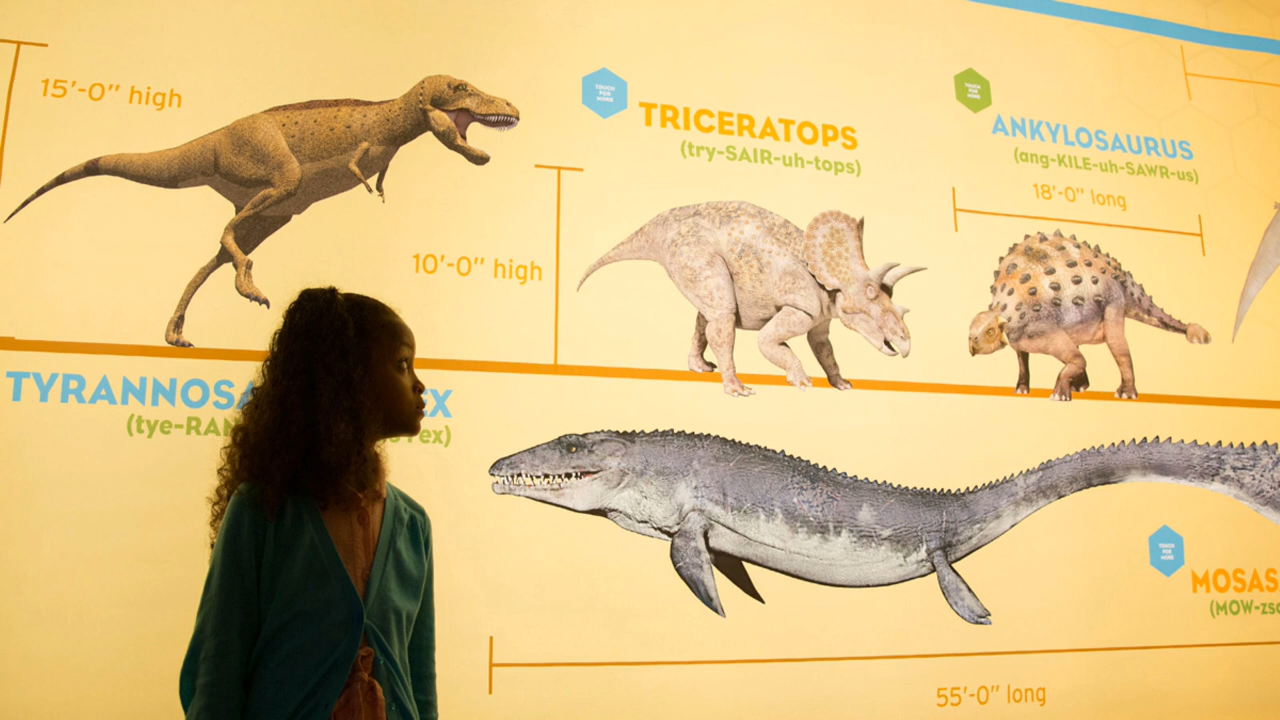 15'-0" high
TOUCH
FOR
MORE
TRICERATOPS
(try-SAIR-uh-tops)
TOUCH
FOR
MORE
ANKYLOSAURUS
(ang-KILE-uh-SAWR-us)
18'-0" long
10'-0" high
TYRANNOSA EX
(tye-RAN s rex)
TOUCH
FOR
MORE
MOSAS
(MOW-zso
55'-0" long